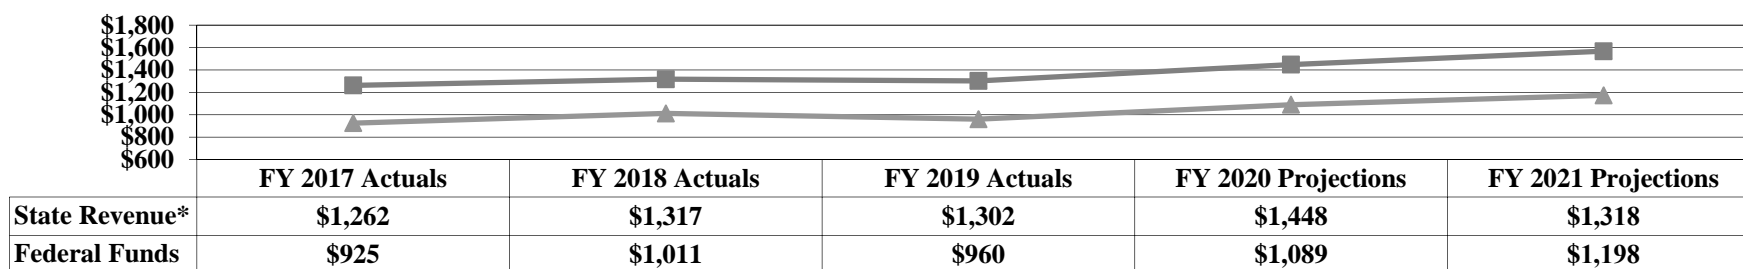 $1,800
$1,600
$1,400
$1,200
$1,000
$800
$600
FY 2017 Actuals FY 2018 Actuals FY 2019 Actuals FY 2020 Projections FY 2021 Projections
State Revenue* $1,262 $1,317 $1,302 $1,448 $1,318
Federal Funds $925 $1,011 $960 $1,089 $1,198